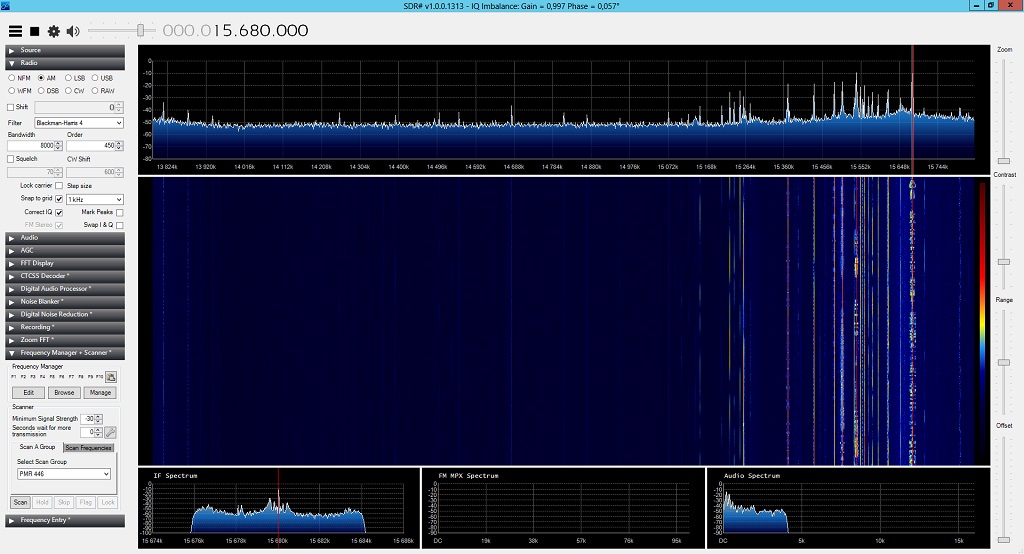 SDR# v1.0.0.1313 - IQ Imbalance: Gain = 0,997 Phase = 0,057°
000.015.680.000
Source
Radio
NFM AM LSB USB
WFM DSB CW RAW
Shift 0
Filter Blackman-Harris 4
Bandwidth Order
8000 450
Squelch CW Shift
70 600
Lock carrier Step size
Snap to grid 1 kHz
Correct IQ Mark Peaks
FM Stereo Swap I & Q
Audio
AGC
FFT Display
CTCSS Decoder *
Digital Audio Processor *
Noise Blanker *
Digital Noise Reduction *
Recording *
Zoom FFT *
Frequency Manager + Scanner *
Frequency Manager
F1 F2 F3 F4 F5 F6 F7 F8 F9 F10
Edit Browse Manage
Scanner
Minimum Signal Strength -30
Seconds wait for more
transmission 0
Scan A Group Scan Frequencies
Select Scan Group
PMR 446
Scan Hold Skip Flag Lock
Frequency Entry *
0
-10
-20
-30
-40
-50
-60
-70
-80
13 824k 13 920k 14 016k 14 112k 14 208k 14 304k 14 400k 14 496k 14 592k 14 688k 14 784k 14 880k 14 976k 15 072k 15 168k 15 264k 15 360k 15 456k 15 552k 15 648k 15 744k
Zoom
Contrast
Range
Offset
IF Spectrum
0
-10
-20
-30
-40
-50
-60
-70
-80
-90
-100
15 674k 15 676k 15 678k 15 680k 15 682k 15 684k 15 686k
FM MPX Spectrum
0
-10
-20
-30
-40
-50
-60
-70
-80
-90
DC 19k 38k 57k 76k 95k
Audio Spectrum
0
-10
-20
-30
-40
-50
-60
-70
-80
-90
DC 5k 10k 15k